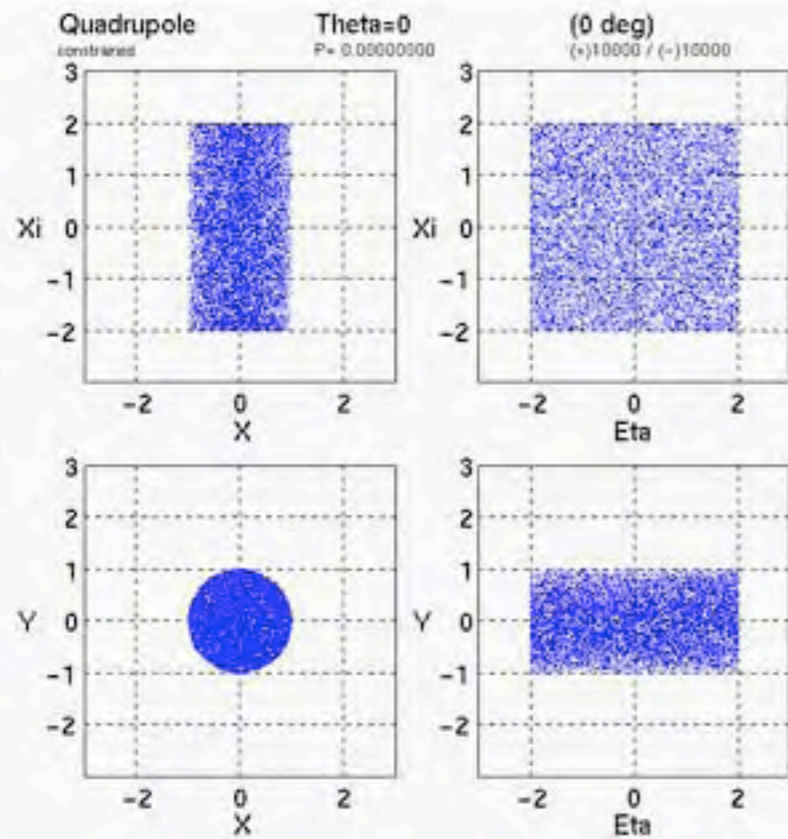 Quadrupole Theta=0 (0 deg)
constrained P= 0.00000000 (+)10000 / (-)10000
3 3
2 2
1 1
Xi 0 Xi 0
-1 -1
-2 -2
-2 0 2 -2 0 2
X Eta
3 3
2 2
1 1
Y 0 Y 0
-1 -1
-2 -2
-2 0 2 -2 0 2
X Eta